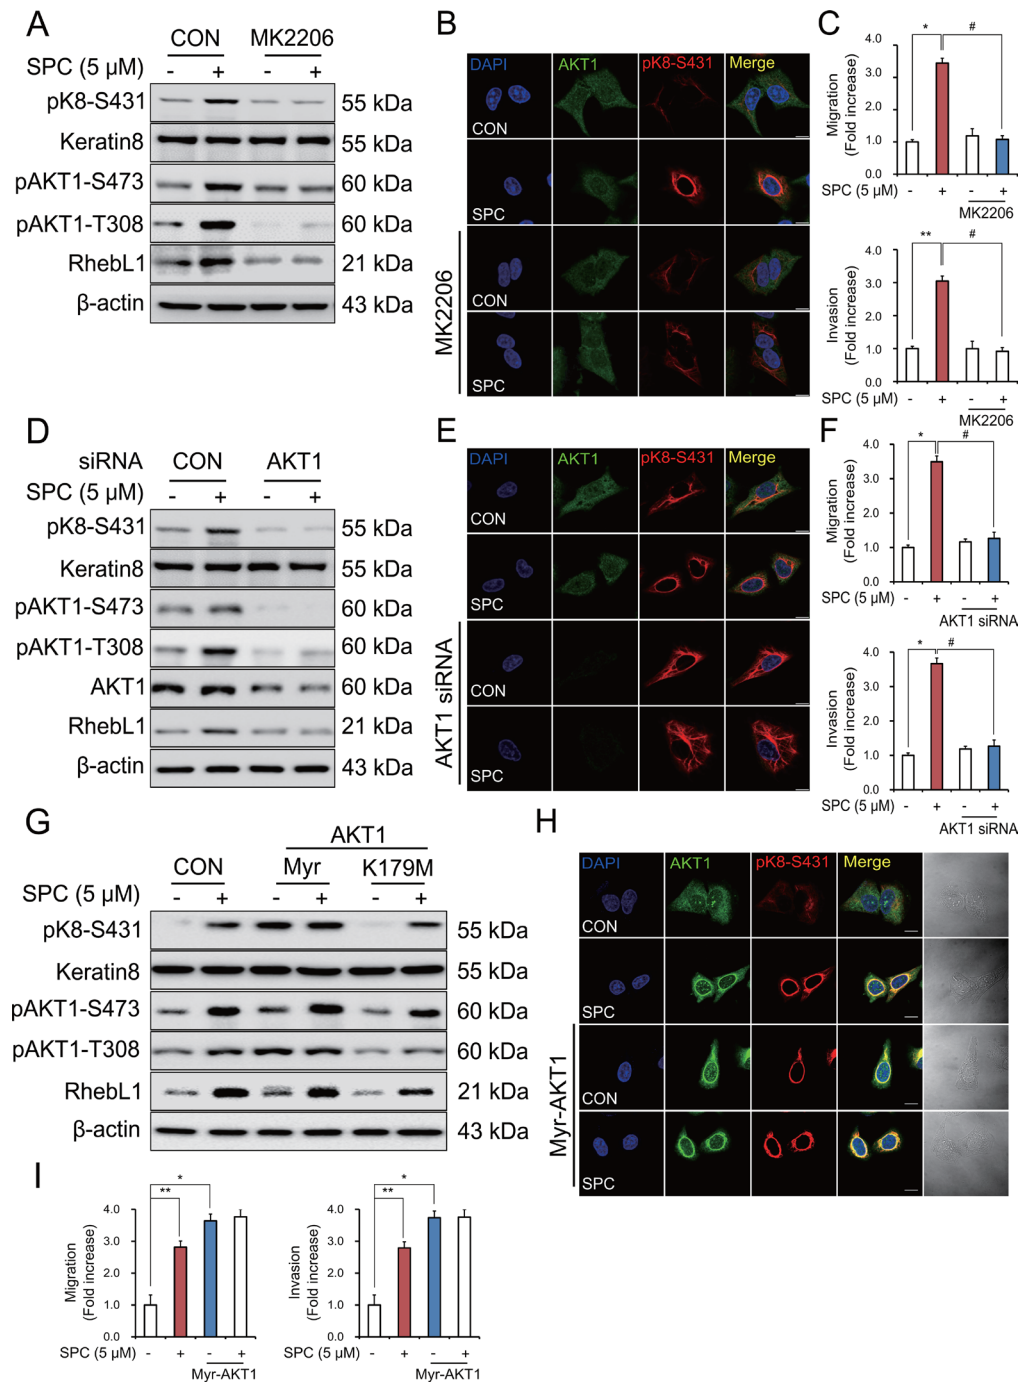 A
CON MK2206
SPC (5 μM) - + - +
pK8-S431 55 kDa
Keratin8 55 kDa
pAKT1-S473 60 kDa
pAKT1-T308 60 kDa
RhebL1 21 kDa
β-actin 43 kDa
B
DAPI AKT1 pK8-S431 Merge
CON
SPC
MK2206
CON
SPC
C
* #
4.0
3.0
2.0
1.0
0.0
Migration
(Fold increase)
SPC (5 μM) - + - +
MK2206
** #
4.0
3.0
2.0
1.0
0.0
Invasion
(Fold increase)
SPC (5 μM) - + - +
MK2206
D
siRNA CON AKT1
SPC (5 μM) - + - +
pK8-S431 55 kDa
Keratin8 55 kDa
pAKT1-S473 60 kDa
pAKT1-T308 60 kDa
AKT1 60 kDa
RhebL1 21 kDa
β-actin 43 kDa
E
DAPI AKT1 pK8-S431 Merge
CON
SPC
AKT1 siRNA
CON
SPC
F
* #
4.0
3.0
2.0
1.0
0.0
Migration
(Fold increase)
SPC (5 μM) - + - +
AKT1 siRNA
* #
4.0
3.0
2.0
1.0
0.0
Invasion
(Fold increase)
SPC (5 μM) - + - +
AKT1 siRNA
G
AKT1
CON Myr K179M
SPC (5 μM) - + - + - +
pK8-S431 55 kDa
Keratin8 55 kDa
pAKT1-S473 60 kDa
pAKT1-T308 60 kDa
RhebL1 21 kDa
β-actin 43 kDa
H
DAPI AKT1 pK8-S431 Merge
CON
SPC
Myr-AKT1
CON
SPC
I
*
**
4.0
3.0
2.0
1.0
0.0
Migration
(Fold increase)
SPC (5 μM) - + - +
Myr-AKT1
*
**
4.0
3.0
2.0
1.0
0.0
Invasion
(Fold increase)
SPC (5 μM) - + - +
Myr-AKT1